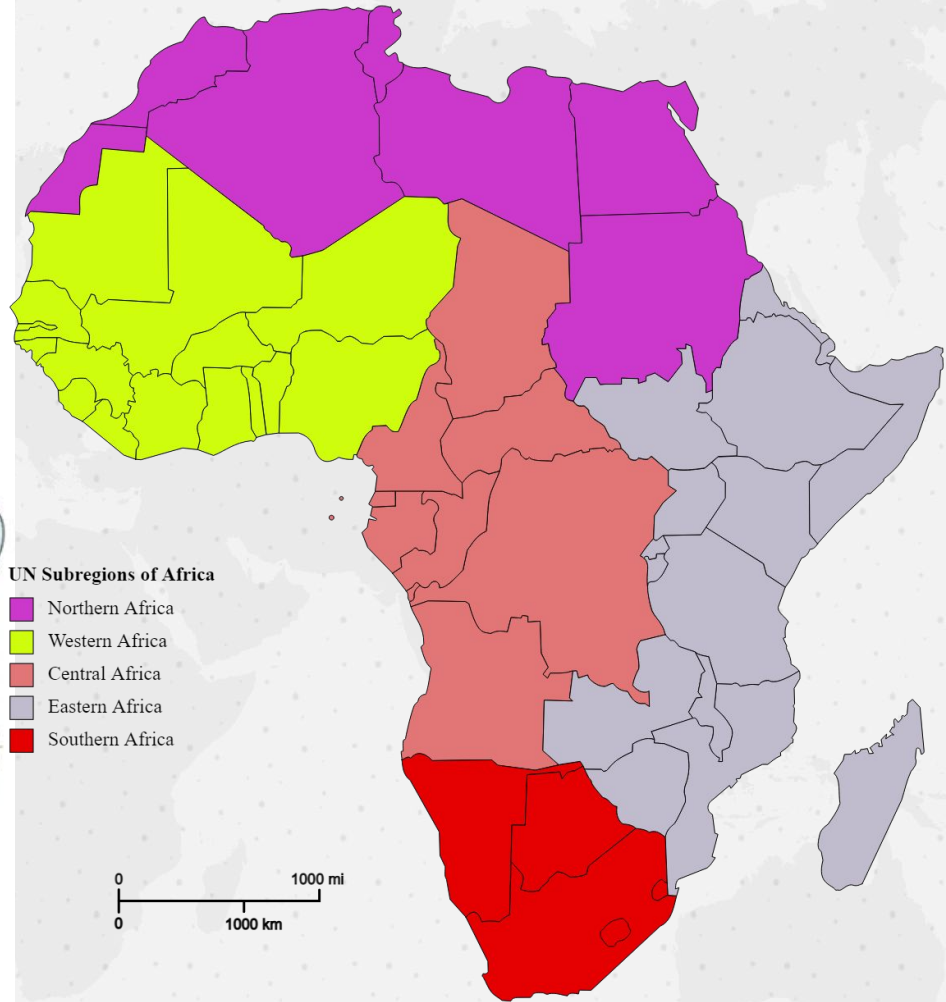 UN Subregions of Africa
Northern Africa
Western Africa
Central Africa
Eastern Africa
Southern Africa
0 1000 mi
0 1000 km